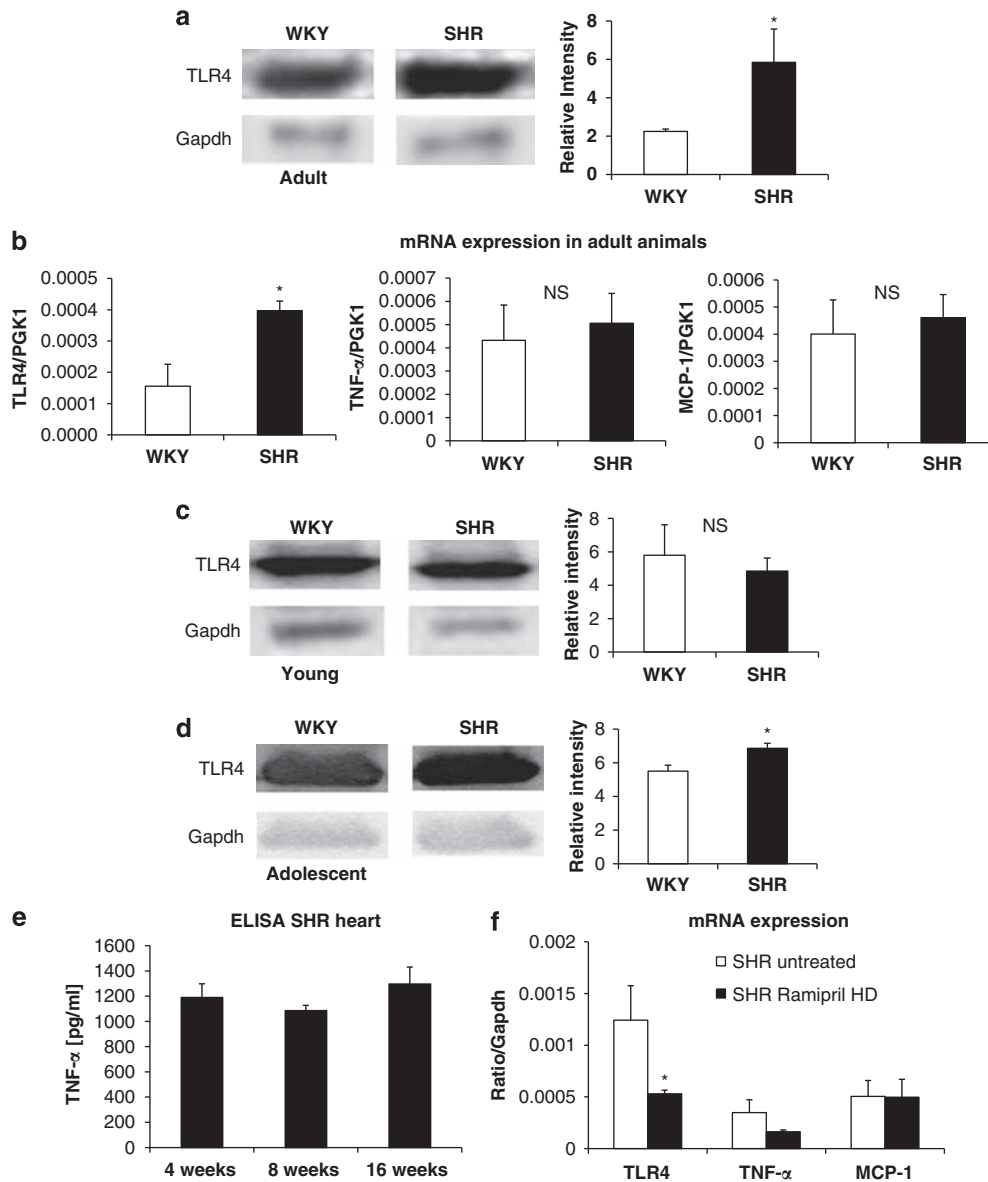 a
WKY SHR
TLR4
Gapdh
Adult
Relative Intensity
8
6
4
2
0
*
WKY SHR
b
mRNA expression in adult animals
TLR4/PGK1
0.0005
0.0004
0.0003
0.0002
0.0001
0.0000
*
WKY SHR
TNF-α/PGK1
0.0007
0.0006
0.0005
0.0004
0.0003
0.0002
0.0001
0
NS
WKY SHR
MCP-1/PGK1
0.0006
0.0005
0.0004
0.0003
0.0002
0.0001
0
NS
WKY SHR
c
WKY SHR
TLR4
Gapdh
Young
Relative intensity
8
6
4
2
0
NS
WKY SHR
d
WKY SHR
TLR4
Gapdh
Adolescent
Relative intensity
8
6
4
2
0
*
WKY SHR
e
ELISA SHR heart
TNF-α [pg/ml]
1600
1400
1200
1000
800
600
400
200
0
4 weeks 8 weeks 16 weeks
f
mRNA expression
Ratio/Gapdh
0.002
0.0015
0.001
0.0005
0
SHR untreated
SHR Ramipril HD
*
TLR4 TNF-α MCP-1